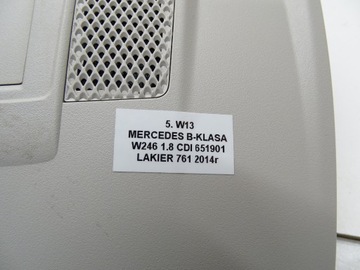 5. W13
MERCEDES B-KLASA
W246 1.8 CDI 651901
LAKIER 761 2014r